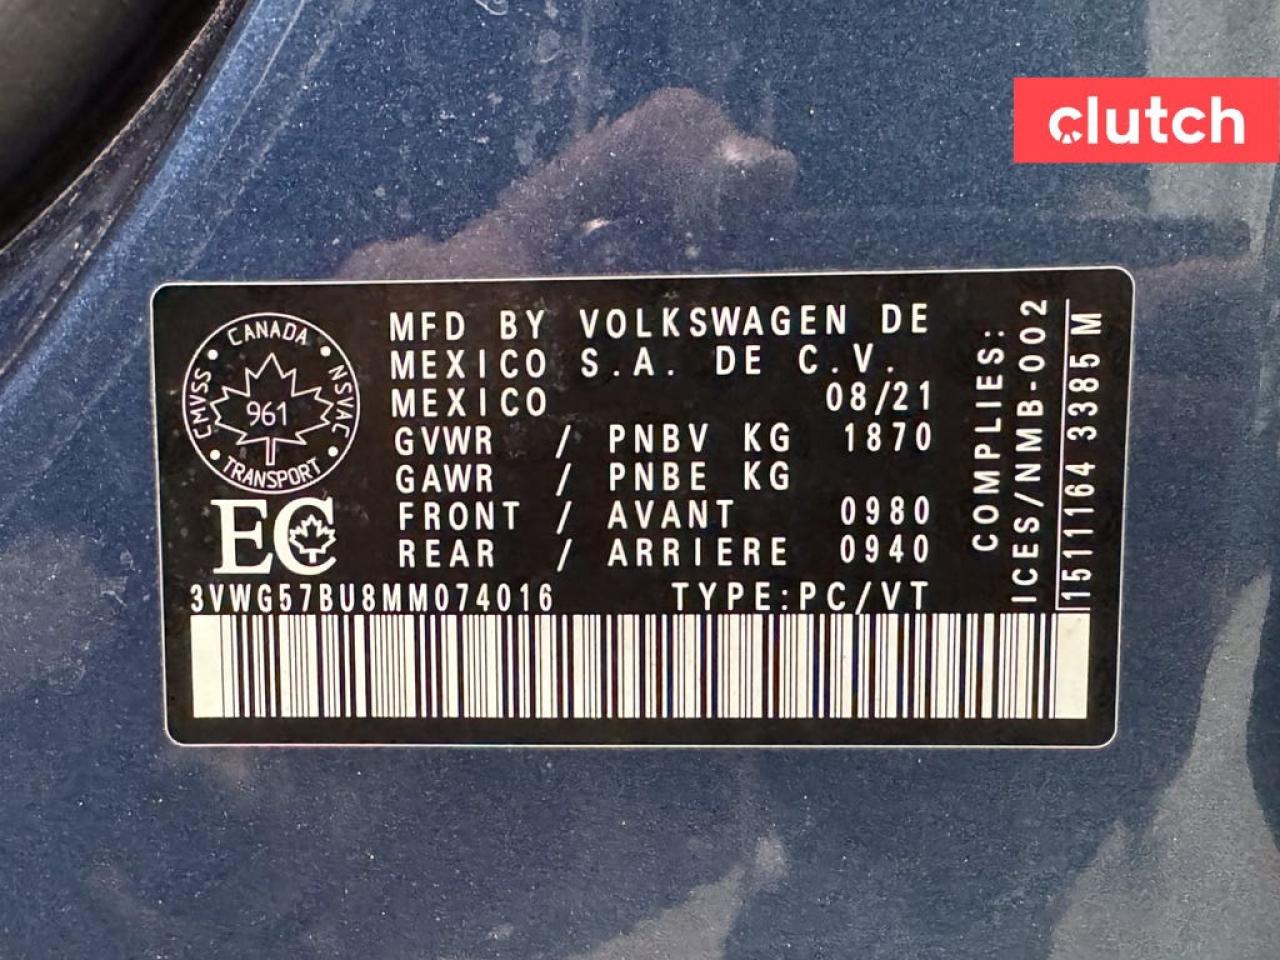 clutch
CANADA
CMVSS
NSVAC
961
TRANSPORT
EC
MFD BY VOLKSWAGEN DE
MEXICO S.A. DE C.V.
MEXICO 08/21
GVWR / PNBV KG 1870
GAWR / PNBE KG
FRONT / AVANT 0980
REAR / ARRIERE 0940
3VWG57BU8MM074016 TYPE:PC/VT
COMPLIES:
ICES/NMB-002
1511164 3385 M